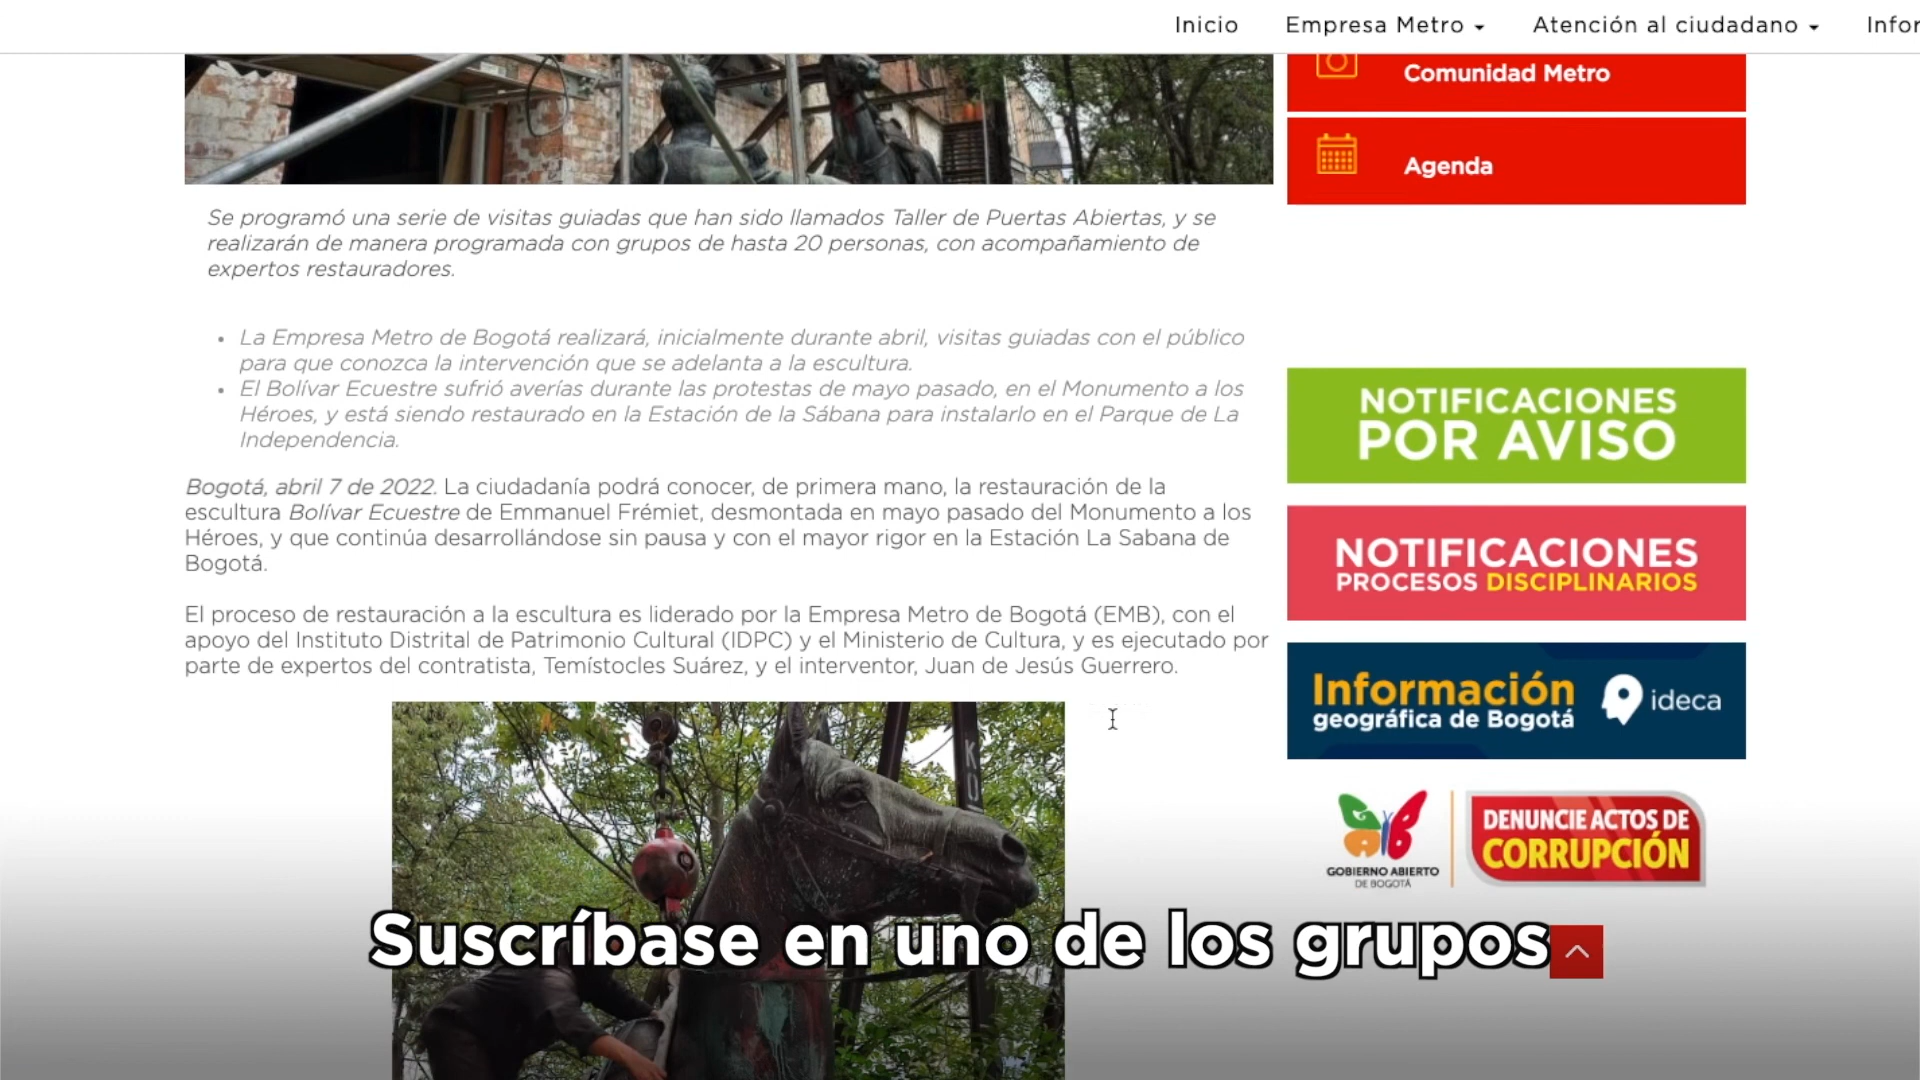 Inicio
Empresa Metro
Atención al ciudadano
Infor
Comunidad Metro
Agenda
Se programó una serie de visitas guiadas que han sido llamados Taller de Puertas Abiertas, y se
realizarán de manera programada con grupos de hasta 20 personas, con acompañamiento de
expertos restauradores.
• La Empresa Metro de Bogotá realizará, inicialmente durante abril, visitas guiadas con el público
para que conozca la intervención que se adelanta a la escultura.
• El Bolívar Ecuestre sufrió averías durante las protestas de mayo pasado, en el Monumento a los
Héroes, y está siendo restaurado en la Estación de la Sábana para instalarlo en el Parque de La
Independencia.
Bogotá, abril 7 de 2022. La ciudadanía podrá conocer, de primera mano, la restauración de la
escultura Bolívar Ecuestre de Emmanuel Frémiet, desmontada en mayo pasado del Monumento a los
Héroes, y que continúa desarrollándose sin pausa y con el mayor rigor en la Estación La Sabana de
Bogotá.
El proceso de restauración a la escultura es liderado por la Empresa Metro de Bogotá (EMB), con el
apoyo del Instituto Distrital de Patrimonio Cultural (IDPC) y el Ministerio de Cultura, y es ejecutado por
parte de expertos del contratista, Temístocles Suárez, y el interventor, Juan de Jesús Guerrero.
NOTIFICACIONES
POR AVISO
NOTIFICACIONES
PROCESOS DISCIPLINARIOS
Información
geográfica de Bogotá
ideca
GAB
GOBIERNO ABIERTO
DE BOGOTÁ
DENUNCIE ACTOS DE
CORRUPCIÓN
KO
Suscríbase en uno de los grupos